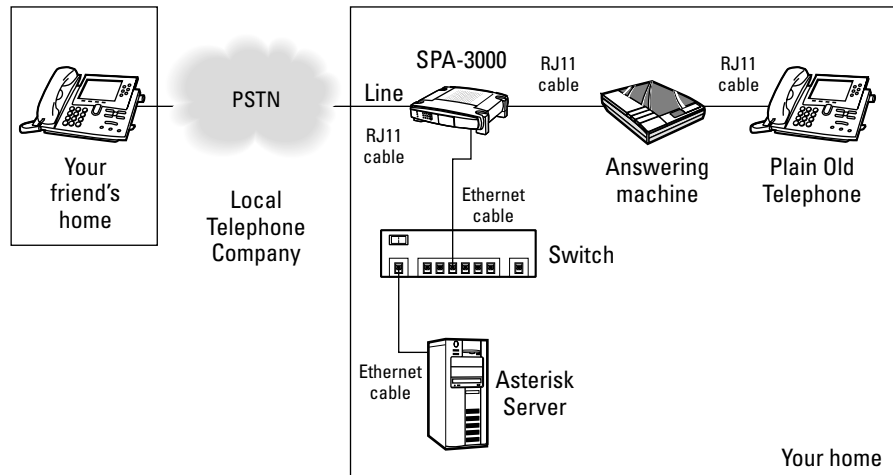 SPA-3000
RJ11
cable
RJ11
cable
PSTN
Line
RJ11
cable
Your
friend's
home
Local
Telephone
Company
Answering
machine
Plain Old
Telephone
Ethernet
cable
Switch
Ethernet
cable
Asterisk
Server
Your home